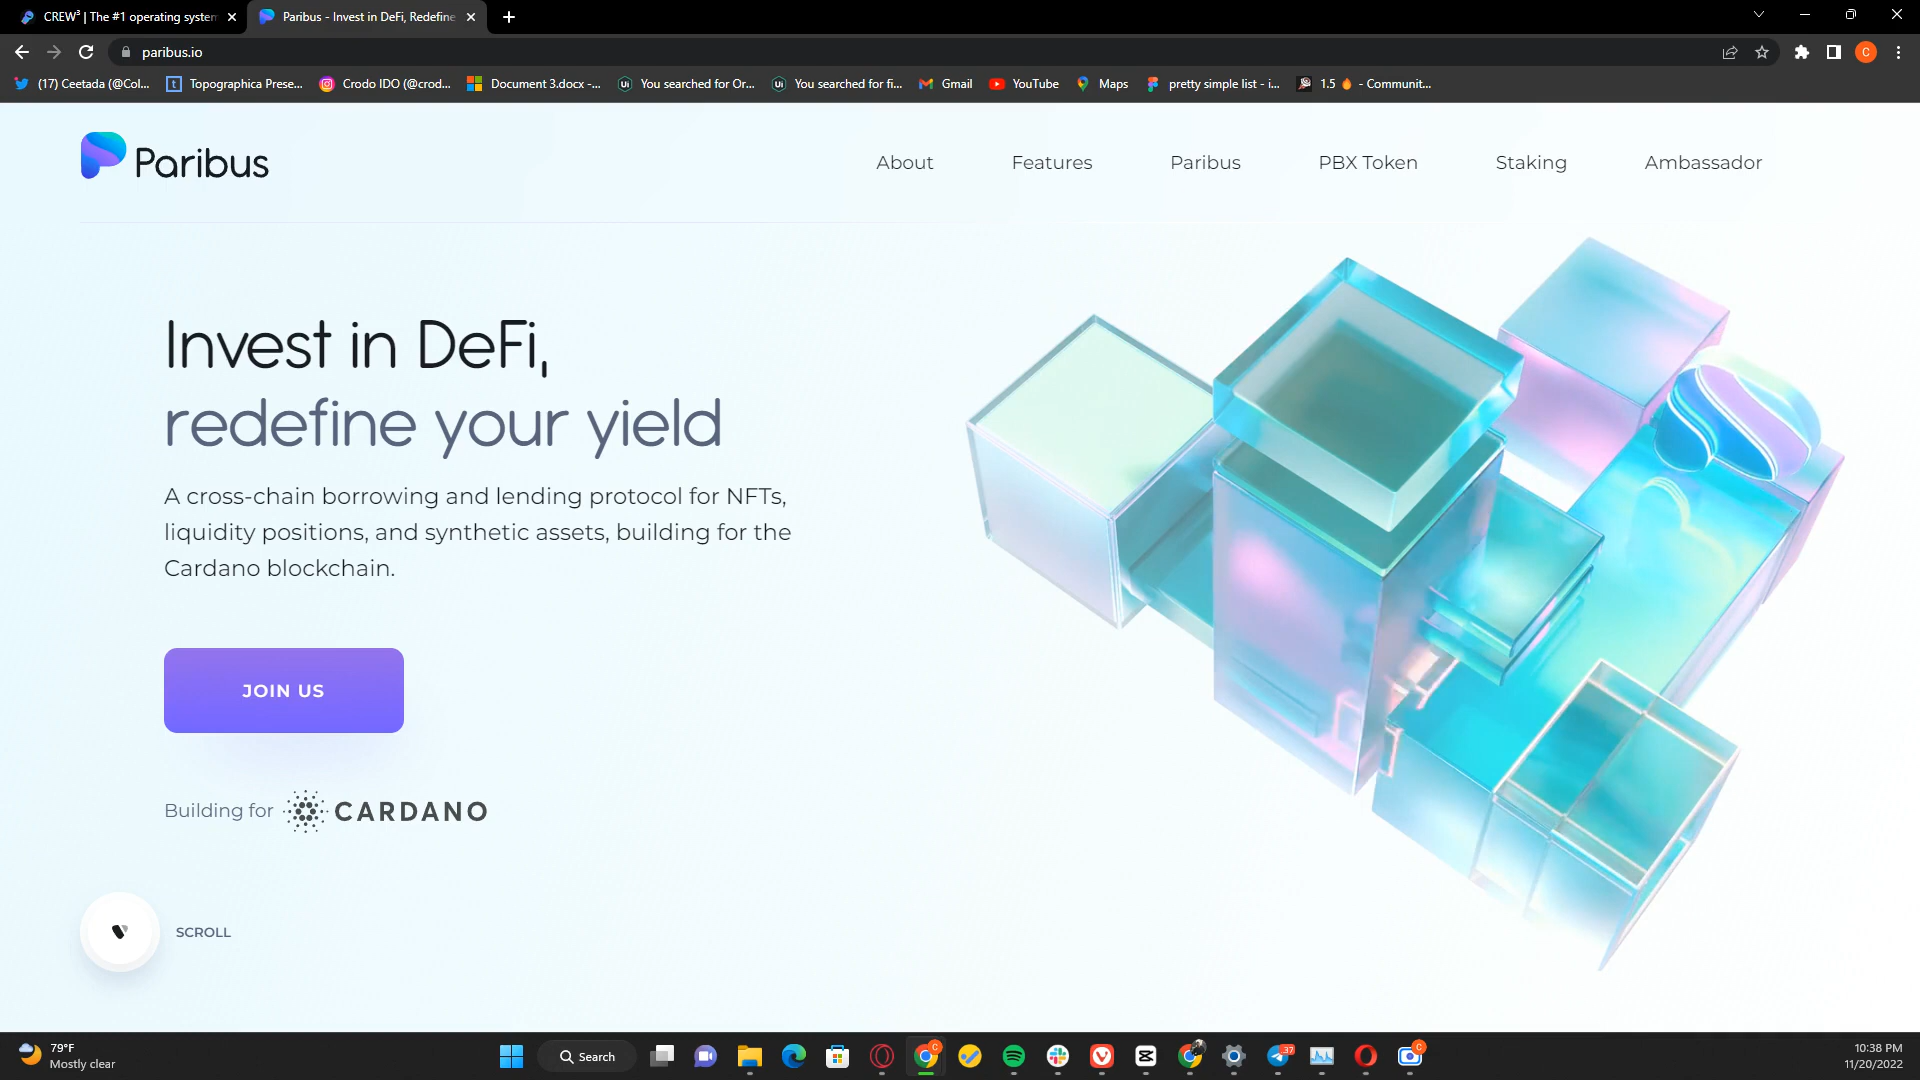 CREW³ | The #1 operating system
Paribus - Invest in DeFi, Redefine
paribus.io
C
(17) Ceetada (@Col...
Topographica Prese...
Crodo IDO (@crod...
Document 3.docx -...
You searched for Or...
You searched for fi...
Gmail
YouTube
Maps
pretty simple list - i...
1.5 🔥 - Communit...
Paribus
About
Features
Paribus
PBX Token
Staking
Ambassador
Invest in DeFi,
redefine your yield
A cross-chain borrowing and lending protocol for NFTs,
liquidity positions, and synthetic assets, building for the
Cardano blockchain.
JOIN US
Building for CARDANO
SCROLL
79°F
Mostly clear
Search
10:38 PM
11/20/2022